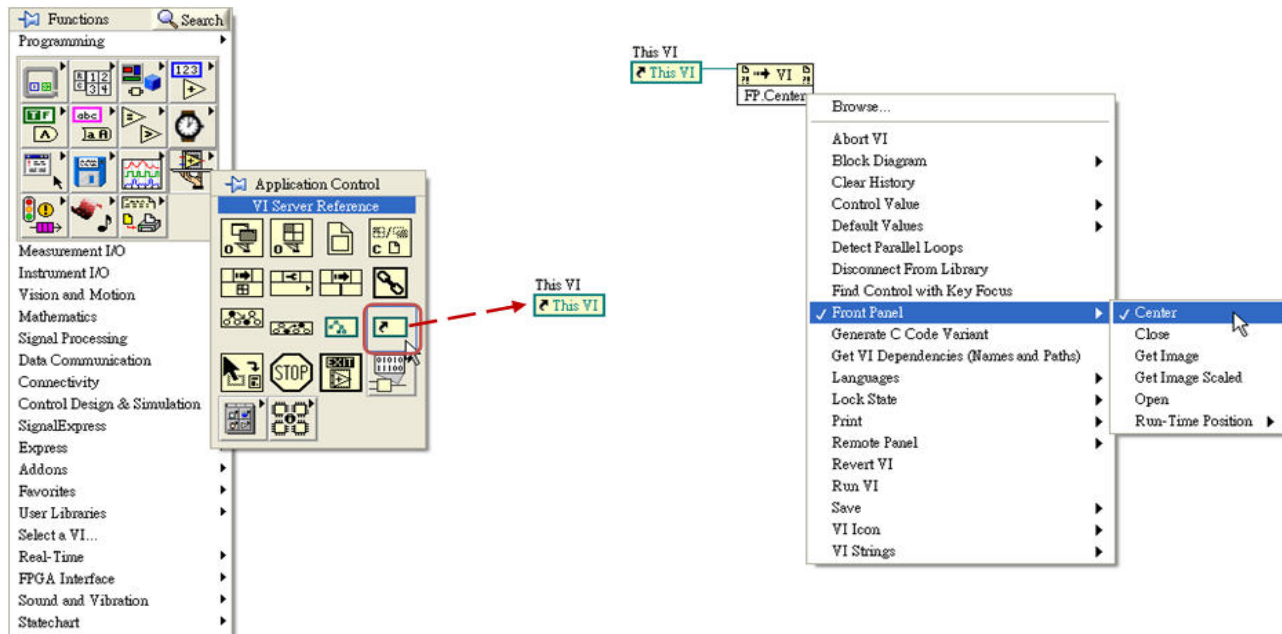 Functions
Search
Programming
Application Control
VI Server Reference
STOP
EXIT
Measurement I/O
Instrument I/O
Vision and Motion
Mathematics
Signal Processing
Data Communication
Connectivity
Control Design & Simulation
SignalExpress
Express
Addons
Favorites
User Libraries
Select a VI...
Real-Time
FPGA Interface
Sound and Vibration
Statechart
This VI
This VI
This VI
This VI
VI
FP.Center
Browse...
Abort VI
Block Diagram
Clear History
Control Value
Default Values
Detect Parallel Loops
Disconnect From Library
Find Control with Key Focus
Front Panel
Generate C Code Variant
Get VI Dependencies (Names and Paths)
Languages
Lock State
Print
Remote Panel
Revert VI
Run VI
Save
VI Icon
VI Strings
Center
Close
Get Image
Get Image Scaled
Open
Run-Time Position